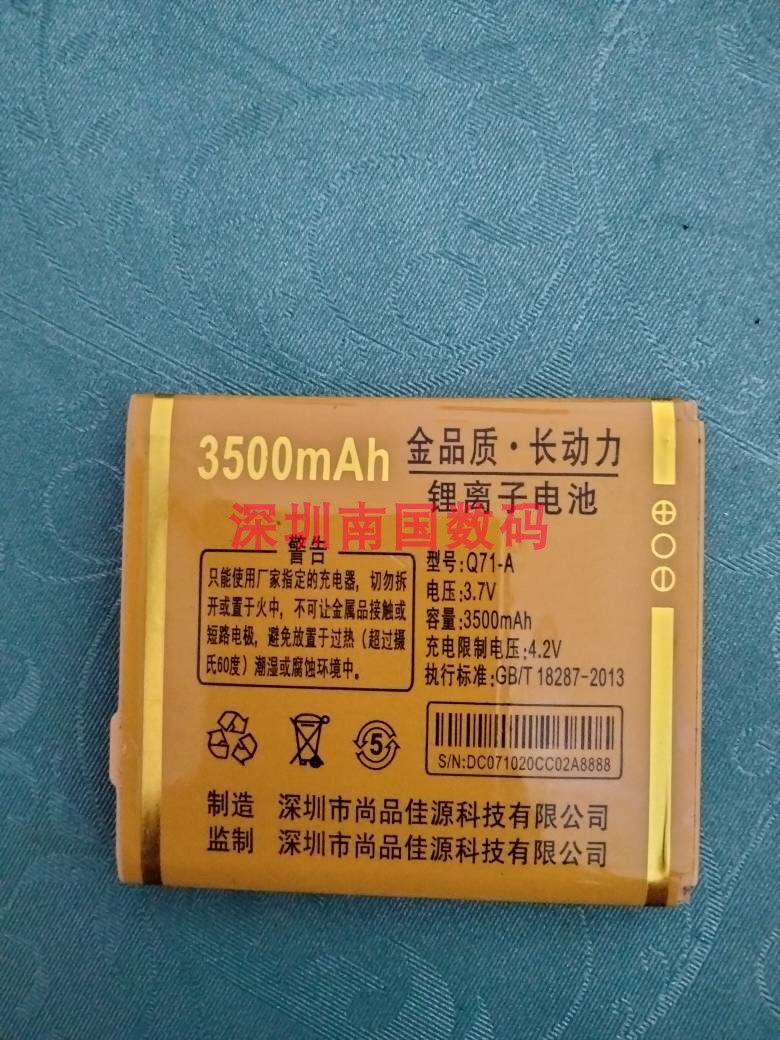 3500mAh
金品质·长动力
锂离子电池
深圳南国数码
警告
只能使用厂家指定的充电器，切勿拆
开或置于火中，不可让金属品接触或
短路电极，避免放置于过热（超过摄
氏60度）潮湿或腐蚀环境中。
型号:Q71-A
电压:3.7V
容量:3500mAh
充电限制电压:4.2V
执行标准:GB/T 18287-2013
5
S/N:DC071020CC02A8888
制造 深圳市尚品佳源科技有限公司
监制 深圳市尚品佳源科技有限公司